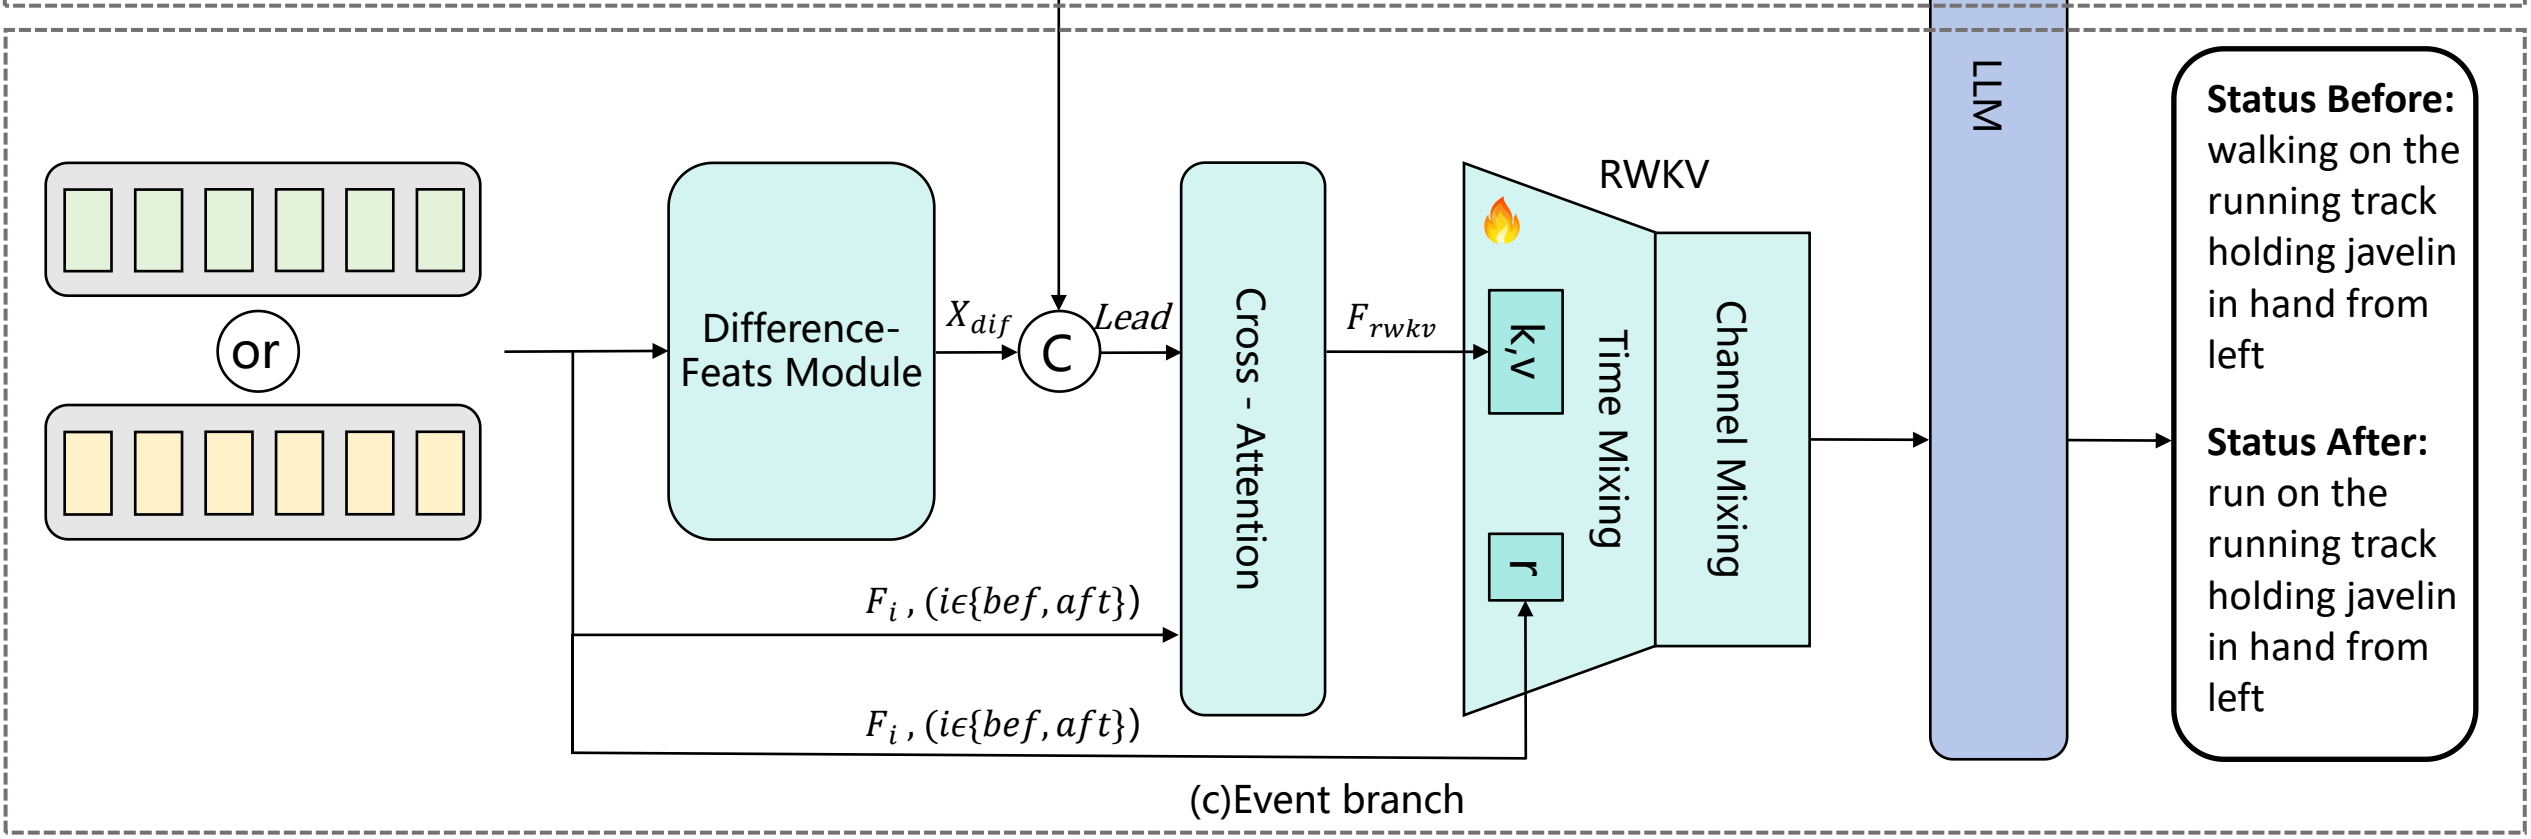 or
Difference-
Feats Module
X_dif
C
Lead
Cross - Attention
F_rwkv
RWKV
k,v
r
Time Mixing
Channel Mixing
F_i , (iϵ{bef, aft})
F_i , (iϵ{bef, aft})
LLM
Status Before:
walking on the
running track
holding javelin
in hand from
left
Status After:
run on the
running track
holding javelin
in hand from
left
(c)Event branch